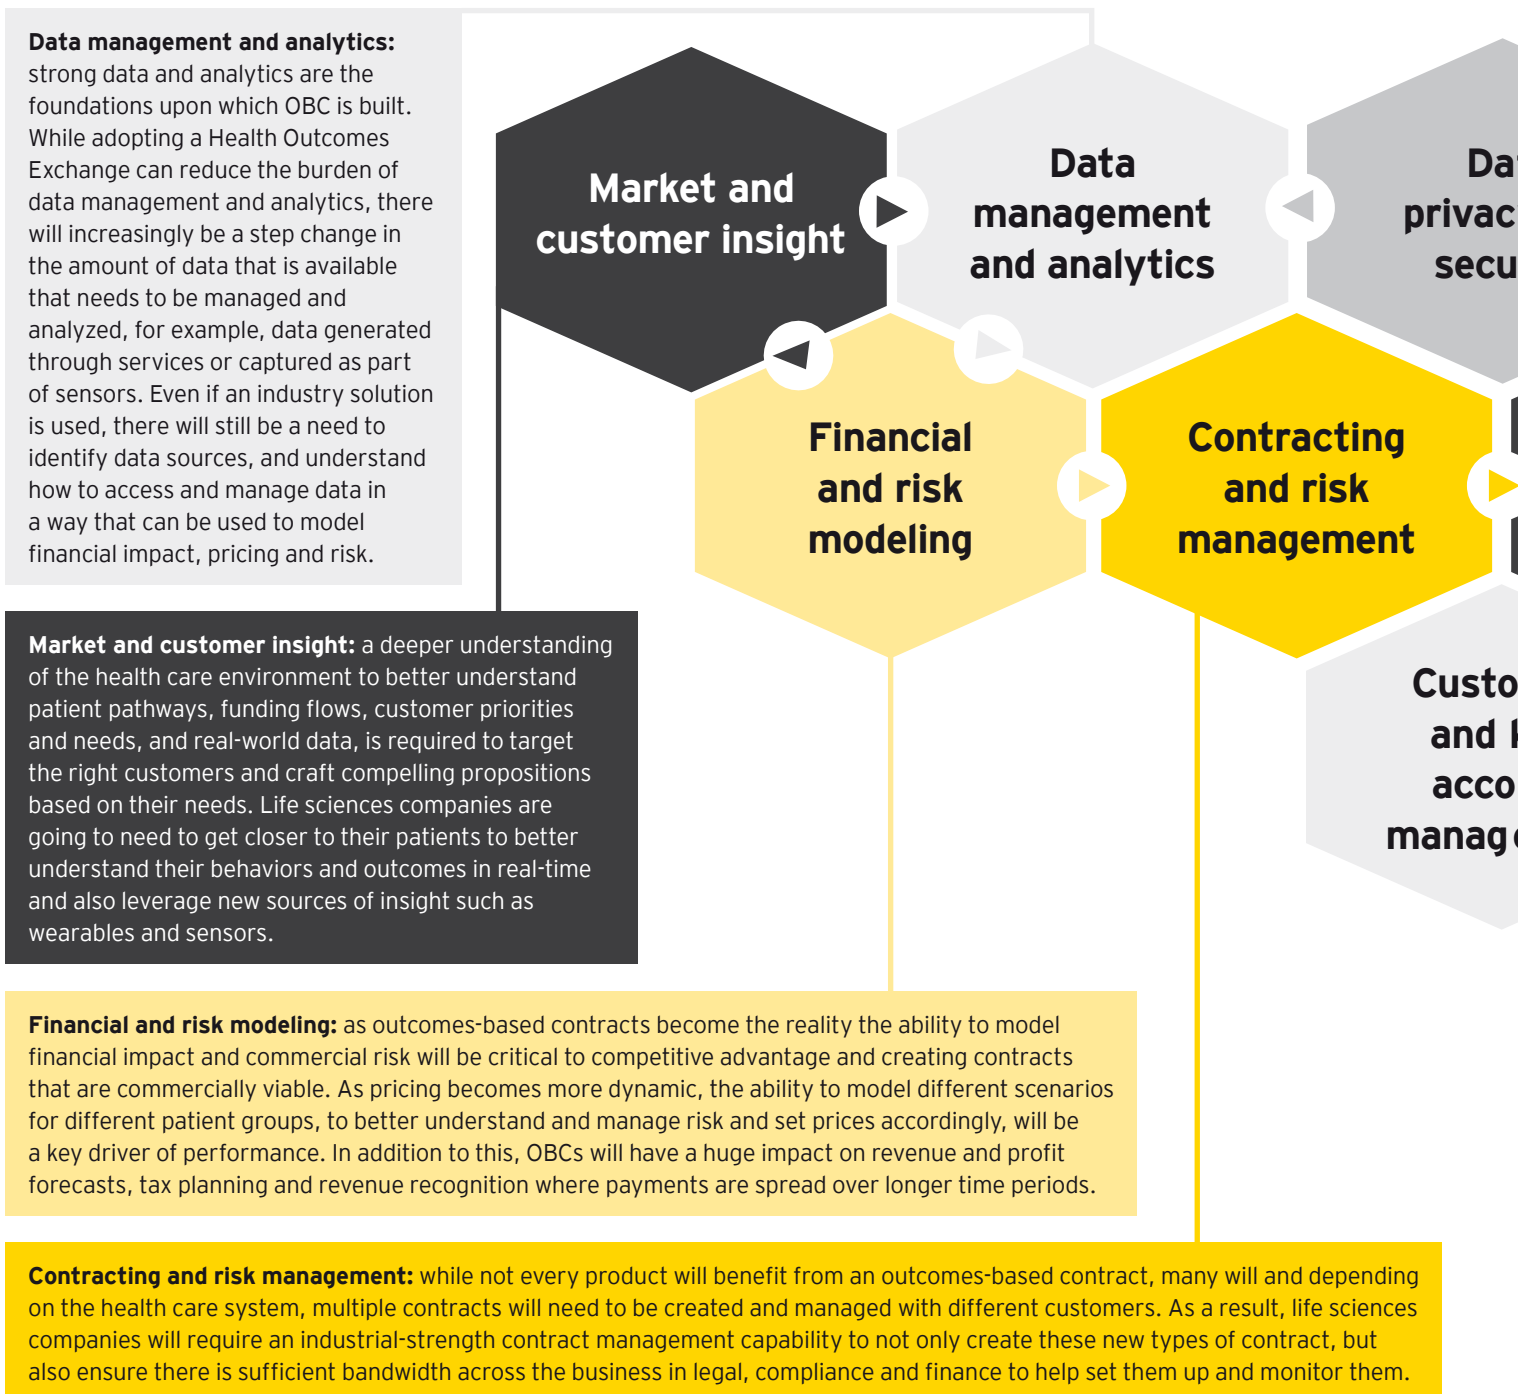 Data management and analytics:
strong data and analytics are the
foundations upon which OBC is built.
While adopting a Health Outcomes
Exchange can reduce the burden of
data management and analytics, there
will increasingly be a step change in
the amount of data that is available
that needs to be managed and
analyzed, for example, data generated
through services or captured as part
of sensors. Even if an industry solution
is used, there will still be a need to
identify data sources, and understand
how to access and manage data in
a way that can be used to model
financial impact, pricing and risk.
Market and
customer insight
Data
management
and analytics
Financial
and risk
modeling
Contracting
and risk
management
and
Market and customer insight: a deeper understanding
of the health care environment to better understand
patient pathways, funding flows, customer priorities
and needs, and real-world data, is required to target
the right customers and craft compelling propositions
based on their needs. Life sciences companies are
going to need to get closer to their patients to better
understand their behaviors and outcomes in real-time
and also leverage new sources of insight such as
wearables and sensors.
Financial and risk modeling: as outcomes-based contracts become the reality the ability to model
financial impact and commercial risk will be critical to competitive advantage and creating contracts
that are commercially viable. As pricing becomes more dynamic, the ability to model different scenarios
for different patient groups, to better understand and manage risk and set prices accordingly, will be
a key driver of performance. In addition to this, OBCs will have a huge impact on revenue and profit
forecasts, tax planning and revenue recognition where payments are spread over longer time periods.
Contracting and risk management: while not every product will benefit from an outcomes-based contract, many will and depending
on the health care system, multiple contracts will need to be created and managed with different customers. As a result, life sciences
companies will require an industrial-strength contract management capability to not only create these new types of contract, but
also ensure there is sufficient bandwidth across the business in legal, compliance and finance to help set them up and monitor them.